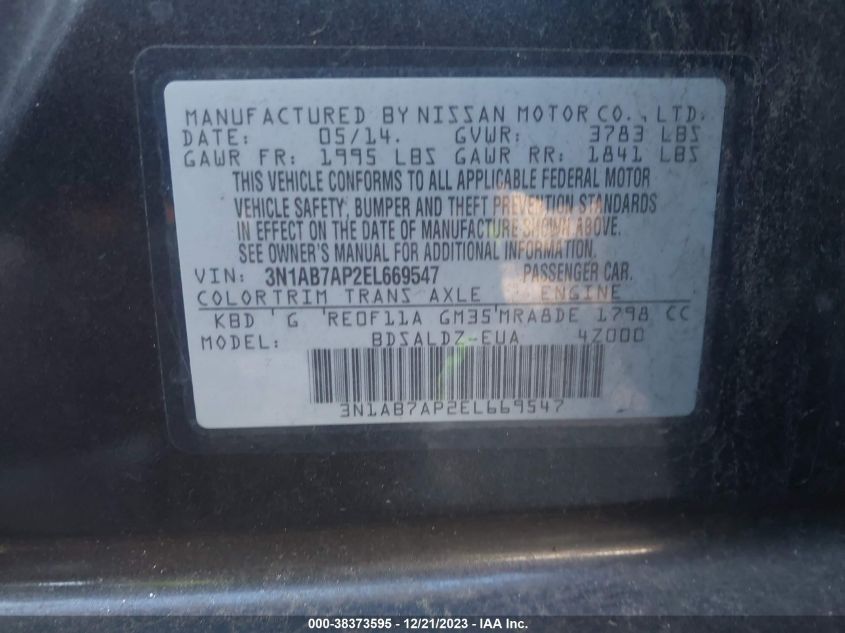 MANUFACTURED BY NISSAN MOTOR CO., LTD.
DATE: 05/14. GVWR: 3783 LBS
GAWR FR: 1995 LBS GAWR RR: 1841 LBS
THIS VEHICLE CONFORMS TO ALL APPLICABLE FEDERAL MOTOR
VEHICLE SAFETY, BUMPER AND THEFT PREVENTION STANDARDS
IN EFFECT ON THE DATE OF MANUFACTURE SHOWN ABOVE.
SEE OWNER'S MANUAL FOR ADDITIONAL INFORMATION.
VIN: 3N1AB7AP2EL669547 PASSENGER CAR.
COLOR TRIM TRANS AXLE ENGINE
KBD 'G 'RE0F11A GM35'MRA8DE 1798 CC
MODEL: BDSALDZ-EUA 4Z000
3N1AB7AP2EL669547
000-38373595 - 12/21/2023 - IAA Inc.